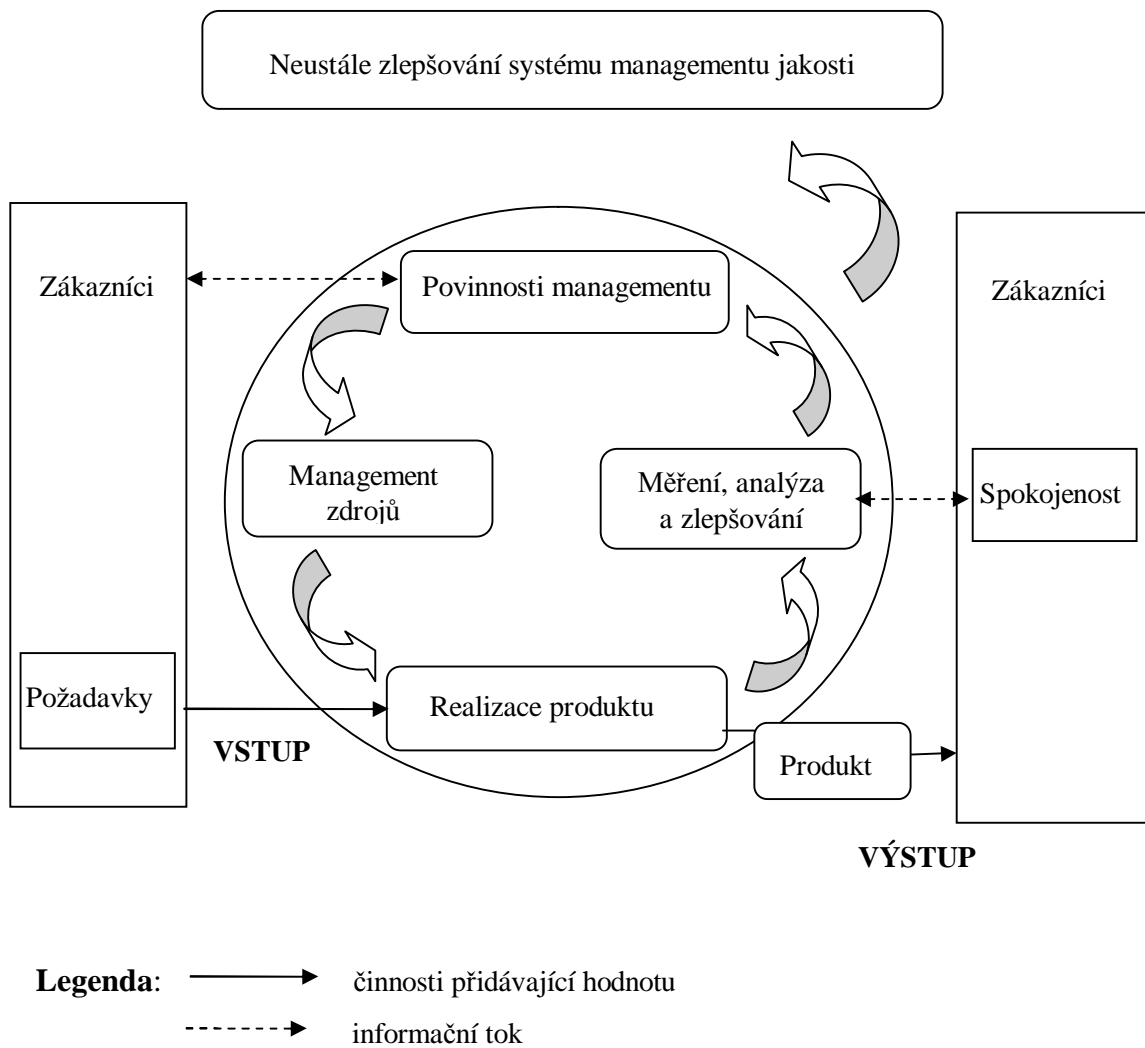 Neustále zlepšování systému managementu jakosti
Zákazníci
Povinnosti managementu
Zákazníci
Management
zdrojů
Měření, analýza
a zlepšování
Spokojenost
Požadavky
Realizace produktu
VSTUP
Produkt
VÝSTUP
Legenda: činnosti přidávající hodnotu
informační tok